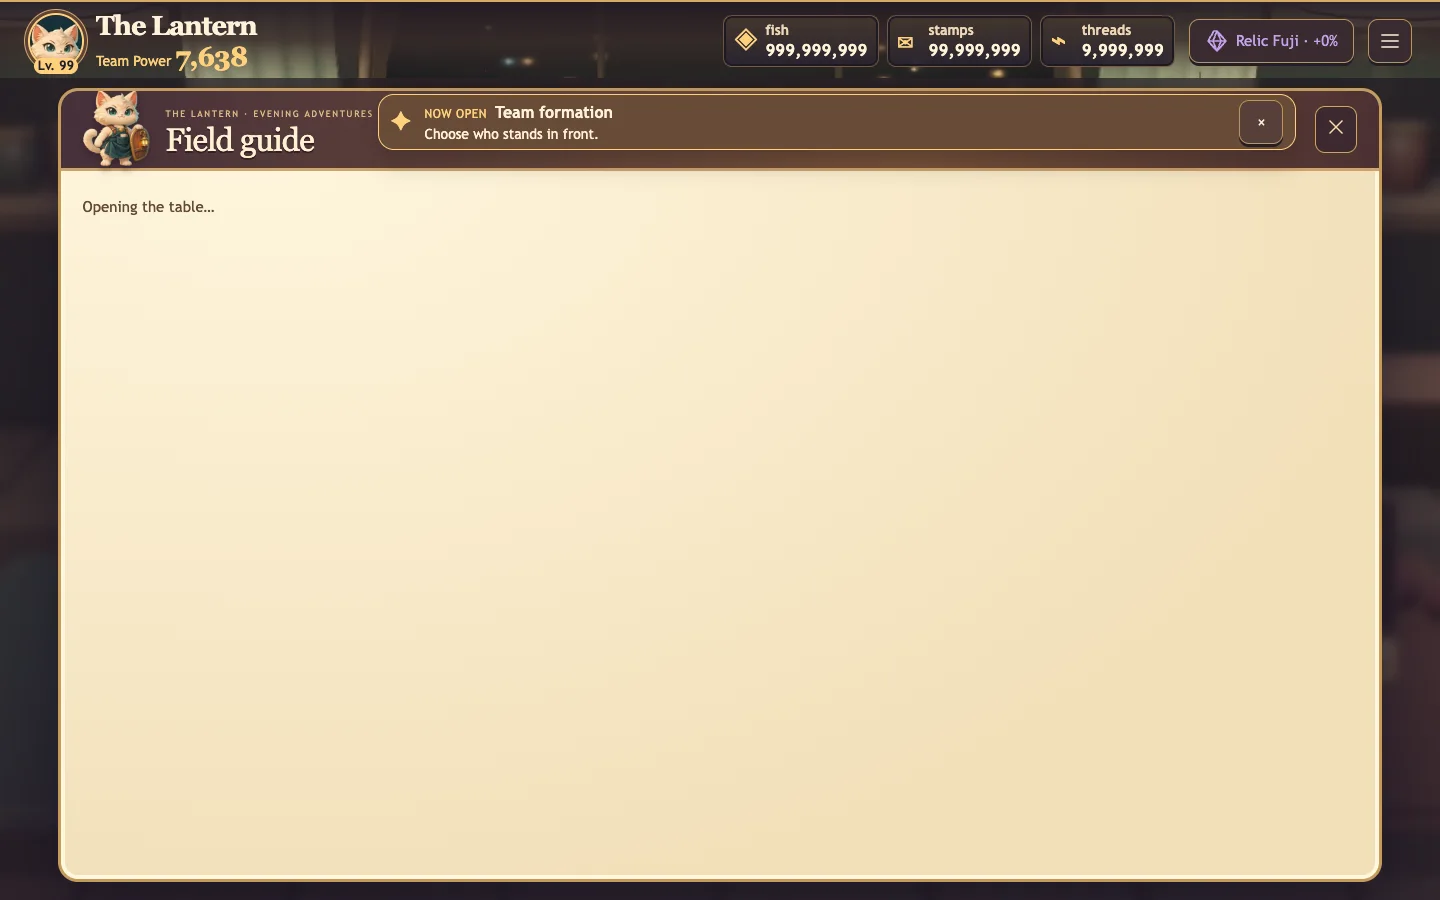 The Lantern
Lv. 99
Team Power 7,638
fish
999,999,999
stamps
99,999,999
threads
9,999,999
Relic Fuji · +0%
THE LANTERN · EVENING ADVENTURES
Field guide
NOW OPEN Team formation
Choose who stands in front.
×
Opening the table...